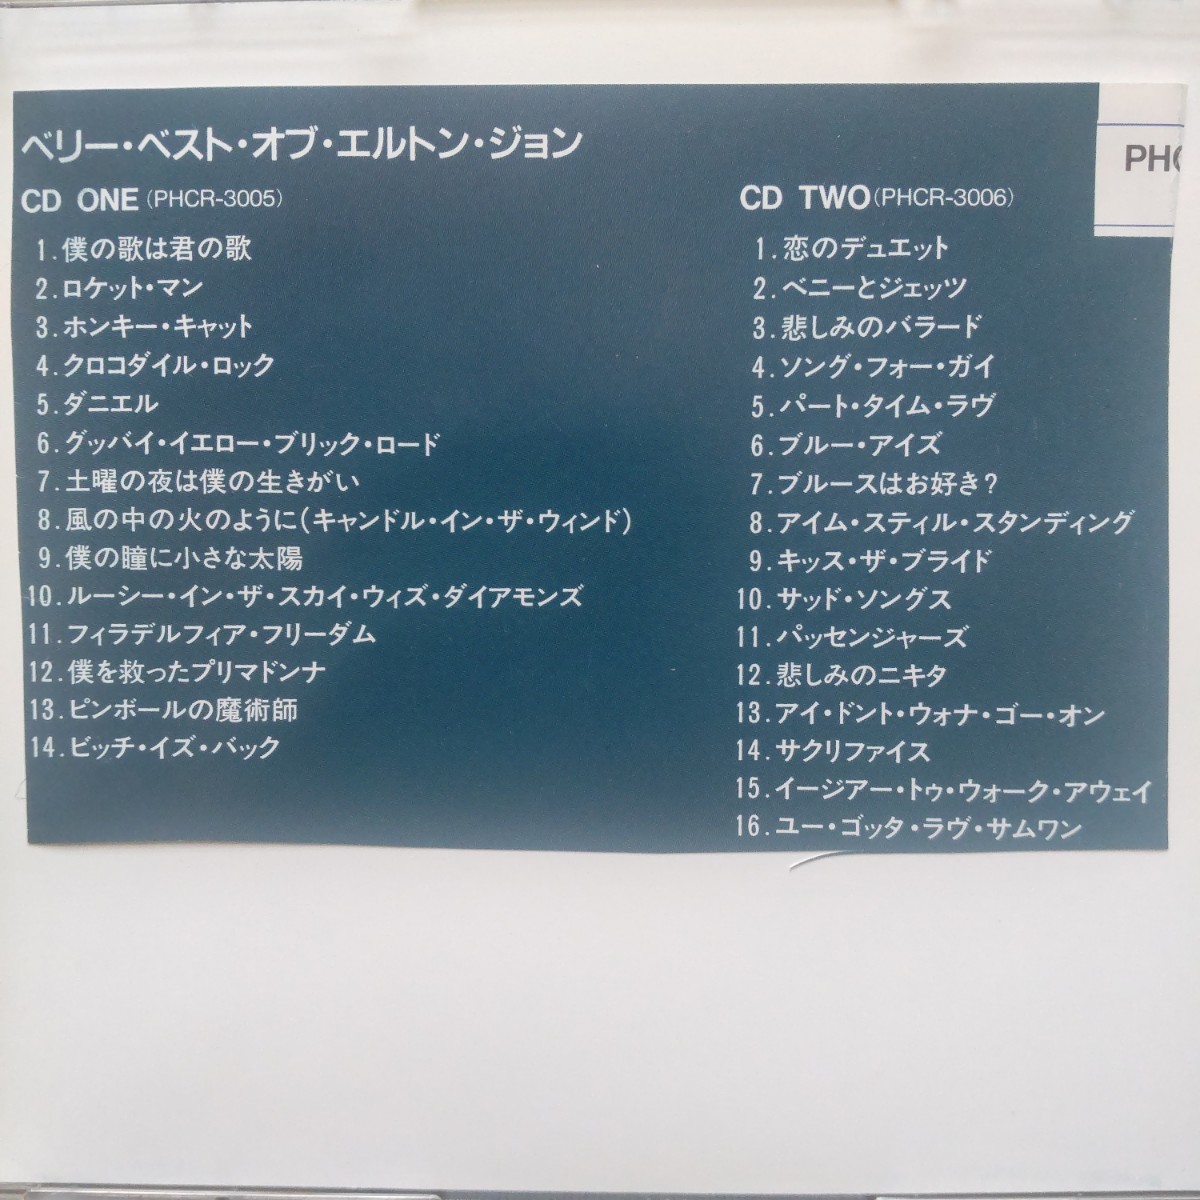 ベリー・ベスト・オブ・エルトン・ジョン
CD ONE (PHCR-3005)
1.僕の歌は君の歌
2.ロケット・マン
3.ホンキー・キャット
4.クロコダイル・ロック
5.ダニエル
6.グッバイ・イエロー・ブリック・ロード
7.土曜の夜は僕の生きがい
8.風の中の火のように(キャンドル・イン・ザ・ウィンド)
9.僕の瞳に小さな太陽
10.ルーシー・イン・ザ・スカイ・ウィズ・ダイアモンズ
11.フィラデルフィア・フリーダム
12.僕を救ったプリマドンナ
13.ピンボールの魔術師
14.ビッチ・イズ・バック
CD TWO (PHCR-3006)
1.恋のデュエット
2.ベニーとジェッツ
3.悲しみのバラード
4.ソング・フォー・ガイ
5.パート・タイム・ラヴ
6.ブルー・アイズ
7.ブルースはお好き?
8.アイム・スティル・スタンディング
9.キッス・ザ・ブライド
10.サッド・ソングス
11.パッセンジャーズ
12.悲しみのニキタ
13.アイ・ドント・ウォナ・ゴー・オン
14.サクリファイス
15.イージアー・トゥ・ウォーク・アウェイ
16.ユー・ゴッタ・ラヴ・サムワン
PHC